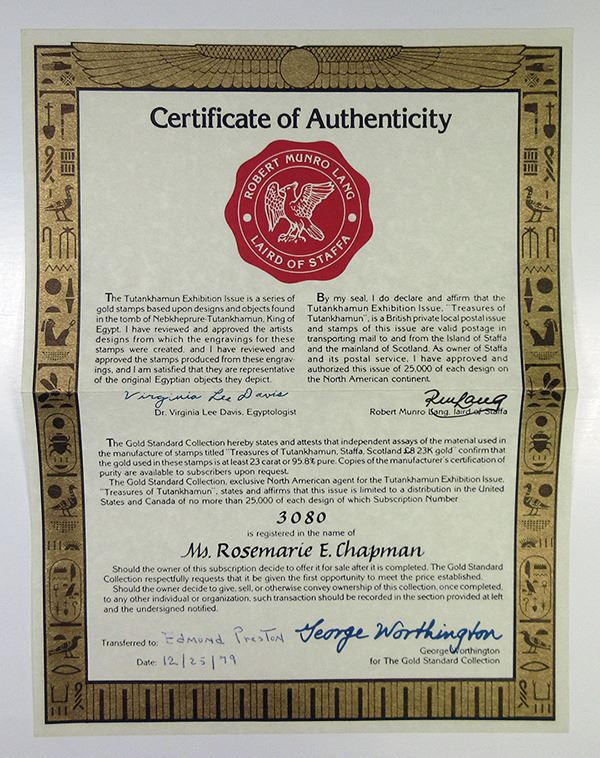 Certificate of Authenticity
ROBERT MUNRO LANG
LAIRD OF STAFFA
The Tutankhamun Exhibition Issue is a series of
gold stamps based upon designs and objects found
in the tomb of Nebkheprure-Tutankhamun, King of
Egypt. I have reviewed and approved the artists
designs from which the engravings for these
stamps were created, and I have reviewed and
approved the stamps produced from these engrav-
ings, and I am satisfied that they are representative
of the original Egyptian objects they depict.
Virginia Lee Davis
Dr. Virginia Lee Davis, Egyptologist
By my seal, I do declare and affirm that the
Tutankhamun Exhibition Issue, "Treasures of
Tutankhamun", is a British private local postal issue
and stamps of this issue are valid postage in
transporting mail to and from the Island of Staffa
and the mainland of Scotland. As owner of Staffa
and its postal service, I have approved and
authorized this issue of 25,000 of each design on
the North American continent.
RMLang
Robert Munro Lang, laird of Staffa
The Gold Standard Collection hereby states and attests that independent assays of the material used in
the manufacture of stamps titled "Treasures of Tutankhamun, Staffa, Scotland £8 23K gold" confirm that
the gold used in these stamps is at least 23 carat or 95.8% pure. Copies of the manufacturer's certification of
purity are available to subscribers upon request.
The Gold Standard Collection, exclusive North American agent for the Tutankhamun Exhibition Issue,
"Treasures of Tutankhamun", states and affirms that this issue is limited to a distribution in the United
States and Canada of no more than 25,000 of each design of which Subscription Number
3080
is registered in the name of
Ms. Rosemarie E. Chapman
Should the owner of this subscription decide to offer it for sale after it is completed. The Gold Standard
Collection respectfully requests that it be given the first opportunity to meet the price established.
Should the owner decide to give, sell, or otherwise convey ownership of this collection, once completed,
to any other individual or organization, such transaction should be recorded in the section provided at left
and the undersigned notified.
Transferred to: Edmund Preston
Date: 12/25/79
George Worthington
George Worthington
for The Gold Standard Collection